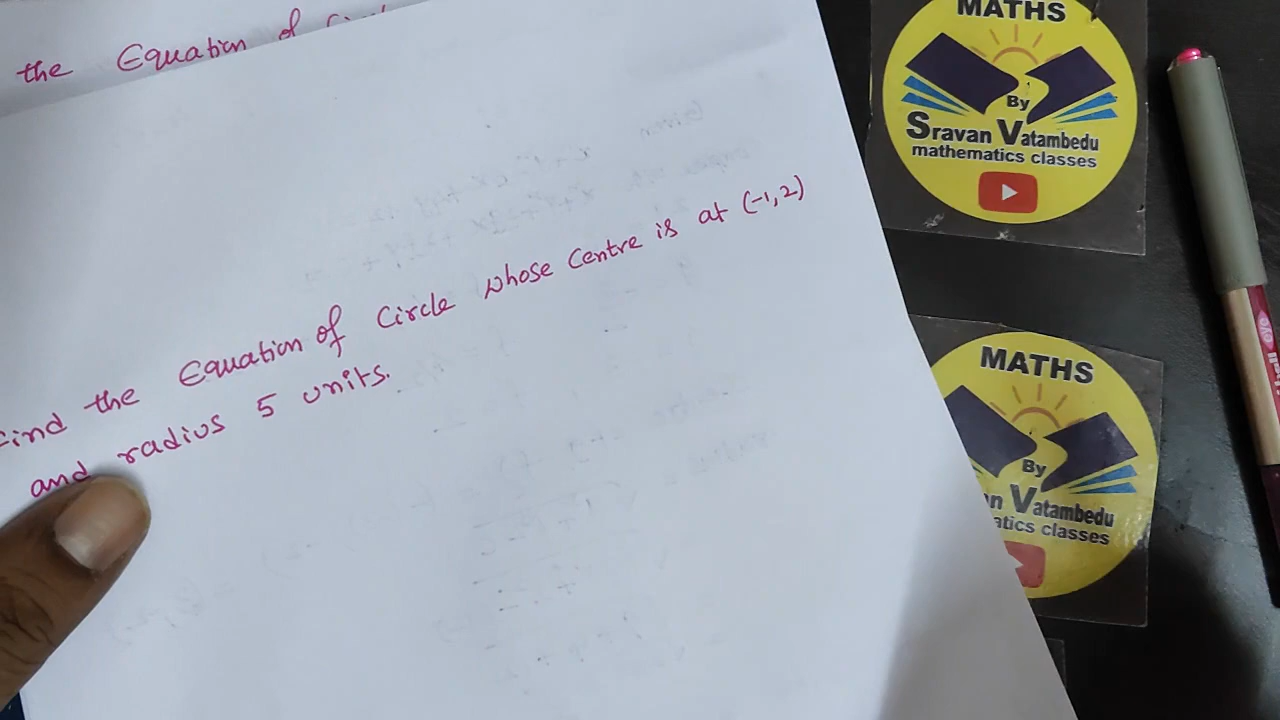 the Equation of
Find the Equation of Circle whose Centre is at (-1,2)
and radius 5 units.
MATHS
By
Sravan Vatambedu
mathematics classes
MATHS
By
n Vatambedu
atics classes